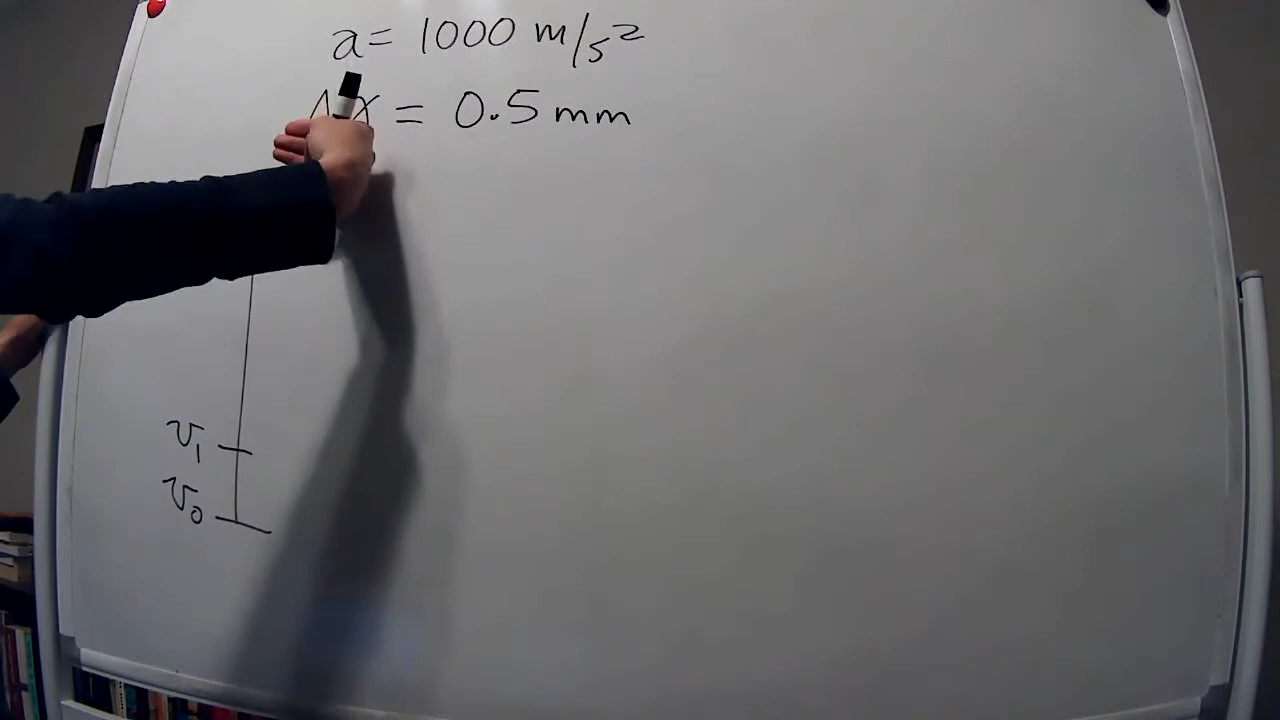 a = 1000 m/s²
Δx = 0.5 mm
v₁
v₀